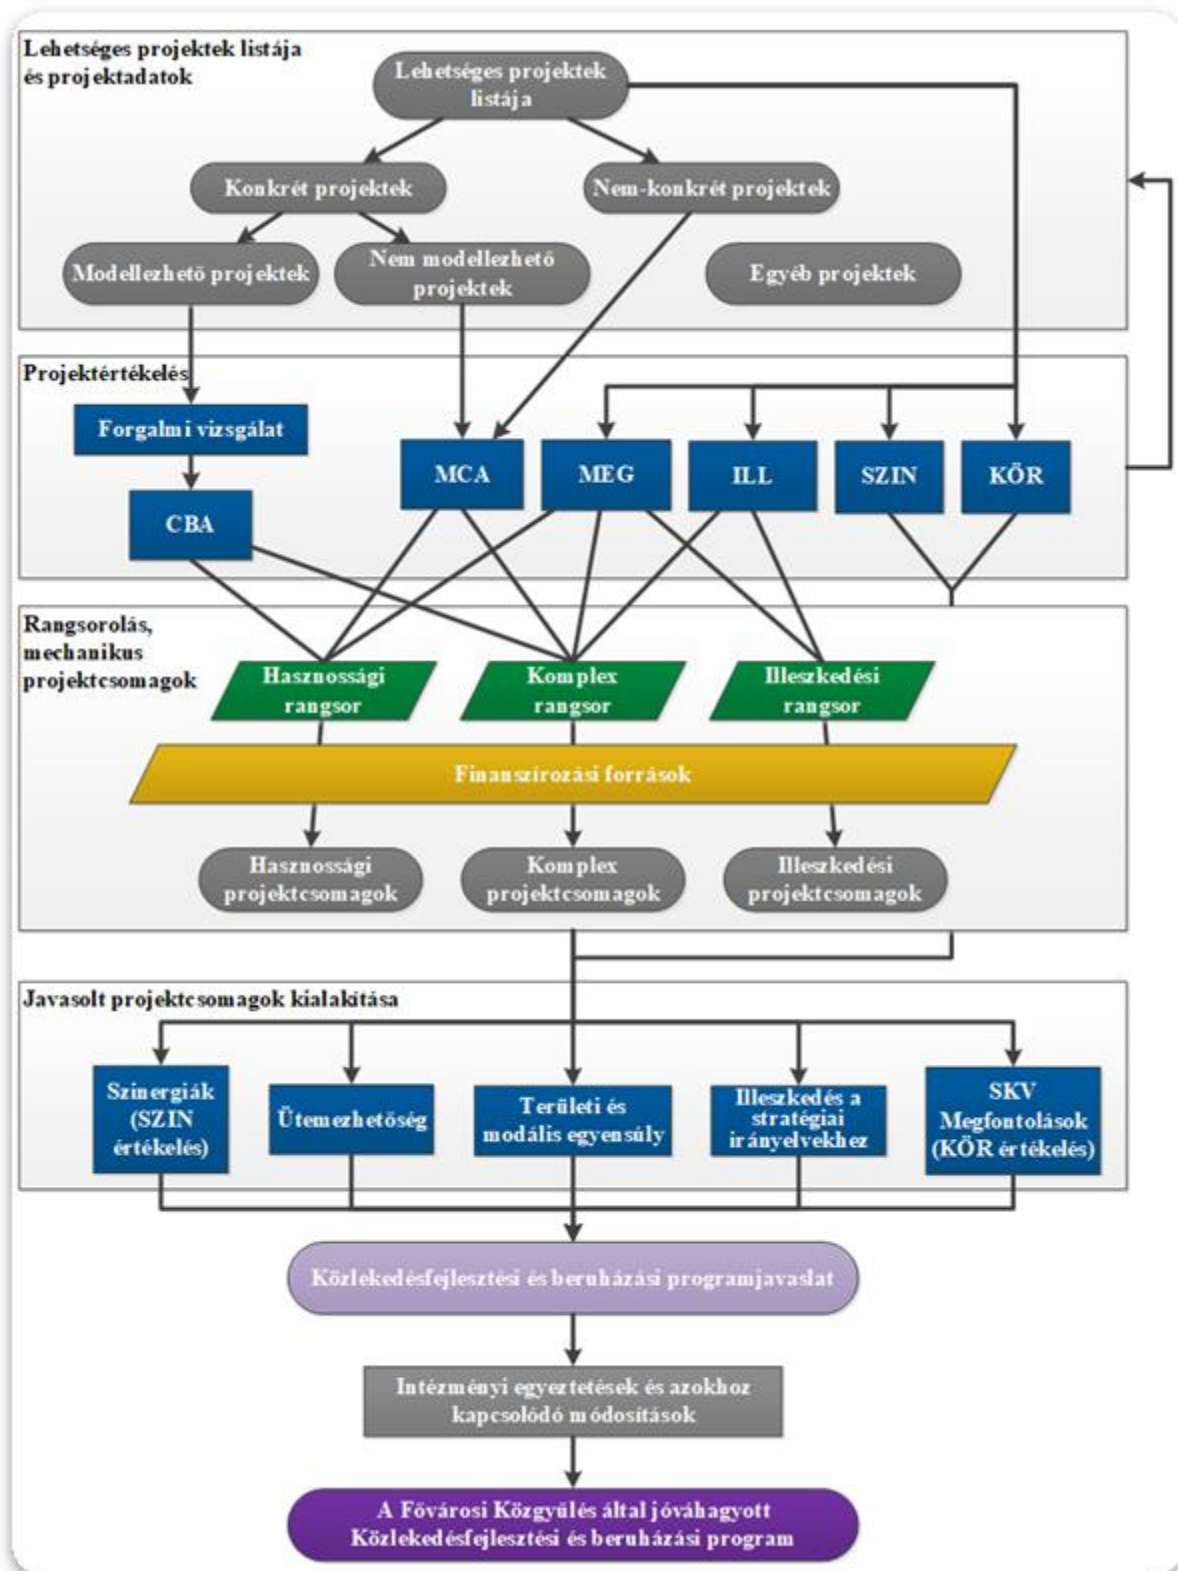 Lehetséges projektek listája
és projektadatok
Lehetséges projektek
listája
Konkrét projektek
Nem-konkrét projektek
Modellezhető projektek
Nem modellezhető
projektek
Egyéb projektek
Projektértékelés
Forgalmi vizsgálat
CBA
MCA
MEG
ILL
SZIN
KŐR
Rangsorolás,
mechanikus
projektcsomagok
Hasznossági
rangsor
Komplex
rangsor
Illeszkedési
rangsor
Finanszírozási források
Hasznossági
projektcsomagok
Komplex
projektcsomagok
Illeszkedési
projektcsomagok
Javasolt projektcsomagok kialakítása
Szinergiák
(SZIN
értékelés)
Ütemezhetőség
Területi és
modális egyensúly
Illeszkedés a
stratégiai
irányelvekhez
SKV
Megfontolások
(KŐR értékelés)
Közlekedésfejlesztési és beruházási programjavaslat
Intézményi egyeztetések és azokhoz
kapcsolódó módosítások
A Fővárosi Közgyűlés által jóváhagyott
Közlekedésfejlesztési és beruházási program